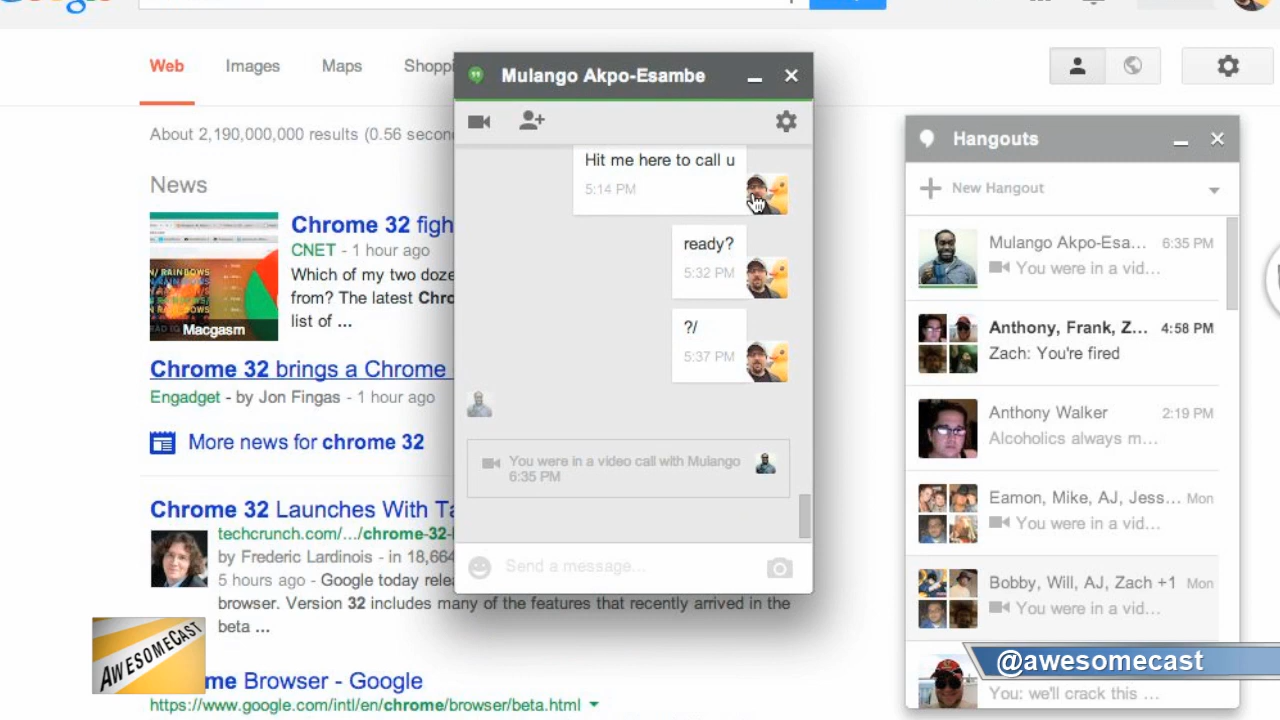 Web Images Maps Shoppi
About 2,190,000,000 results (0.56 secon
News
Chrome 32 figh
CNET - 1 hour ago
Which of my two doze
from? The latest Chro
list of ...
Macgasm
Chrome 32 brings a Chrome
Engadget - by Jon Fingas - 1 hour ago
More news for chrome 32
Chrome 32 Launches With Ta
techcrunch.com/.../chrome-32-
by Frederic Lardinois - in 18,664
5 hours ago - Google today relea
browser. Version 32 includes many of the features that recently arrived in the
beta ...
me Browser - Google
https://www.google.com/intl/en/chrome/browser/beta.html
AWESOMECAST
Mulango Akpo-Esambe
Hit me here to call u
5:14 PM
ready?
5:32 PM
?/
5:37 PM
You were in a video call with Mulango
6:35 PM
Send a message...
Hangouts
New Hangout
Mulango Akpo-Esa... 6:35 PM
You were in a vid...
Anthony, Frank, Z... 4:58 PM
Zach: You're fired
Anthony Walker 2:19 PM
Alcoholics always m...
Eamon, Mike, AJ, Jess... Mon
You were in a vid...
Bobby, Will, AJ, Zach +1 Mon
You were in a vid...
@awesomecast
You: we'll crack this ...